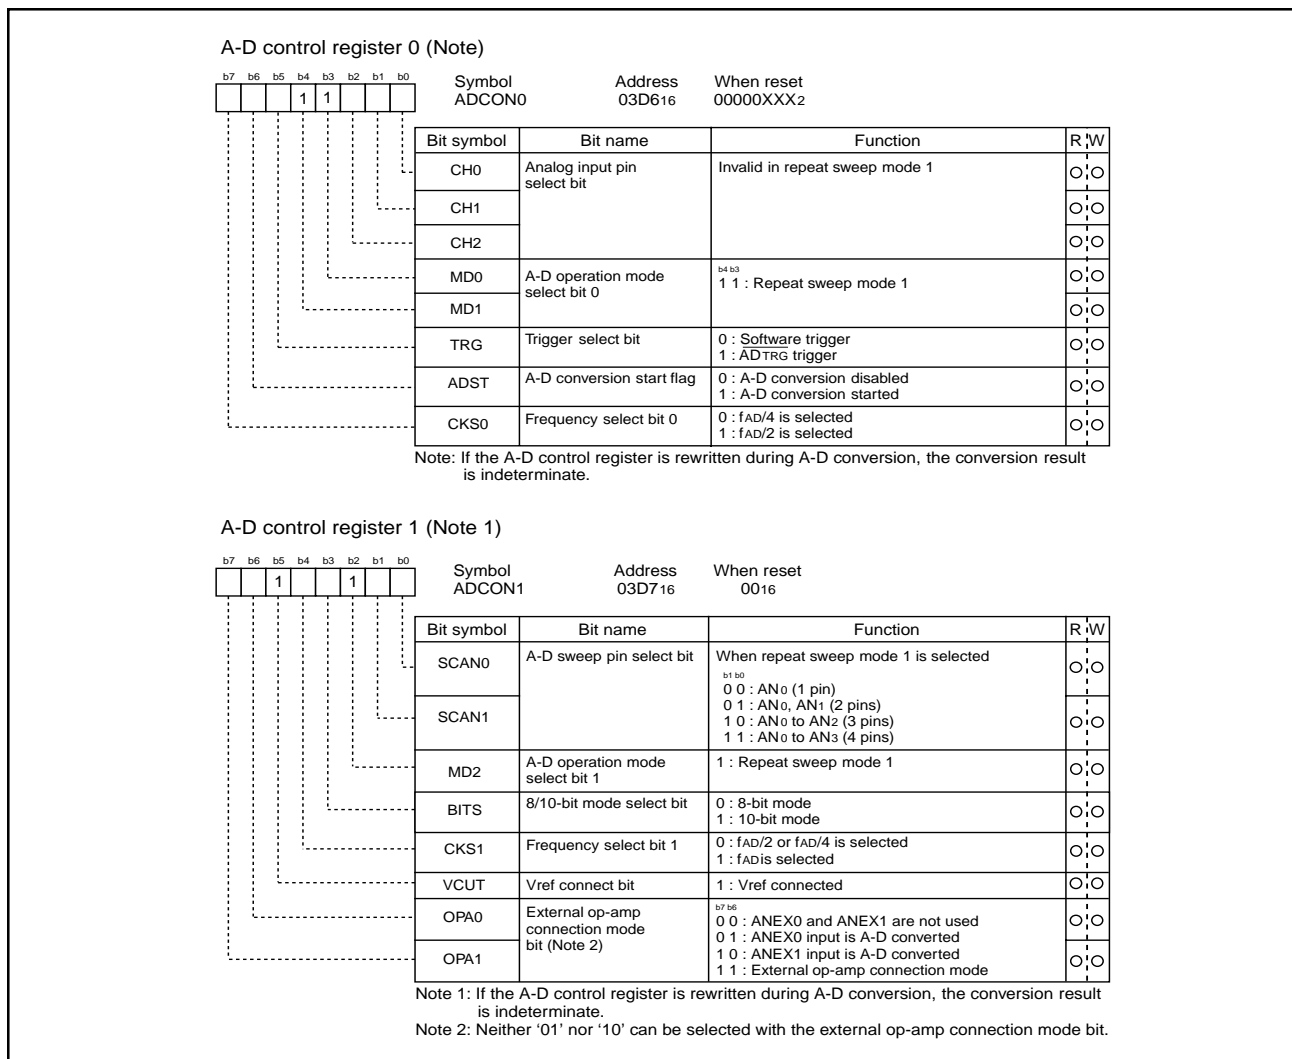 A-D control register 0 (Note)
b7 b6 b5 b4 b3 b2 b1 b0
1 1
Symbol Address When reset
ADCON0 03D616 00000XXX2
Bit symbol Bit name Function R W
CH0 Analog input pin select bit Invalid in repeat sweep mode 1
CH1
CH2
MD0 A-D operation mode select bit 0 b4 b3
1 1 : Repeat sweep mode 1
MD1
TRG Trigger select bit 0 : Software trigger
1 : ADTRG trigger
ADST A-D conversion start flag 0 : A-D conversion disabled
1 : A-D conversion started
CKS0 Frequency select bit 0 0 : fAD/4 is selected
1 : fAD/2 is selected
Note: If the A-D control register is rewritten during A-D conversion, the conversion result
is indeterminate.
A-D control register 1 (Note 1)
b7 b6 b5 b4 b3 b2 b1 b0
1 1
Symbol Address When reset
ADCON1 03D716 0016
Bit symbol Bit name Function R W
SCAN0 A-D sweep pin select bit When repeat sweep mode 1 is selected
b1 b0
0 0 : AN0 (1 pin)
0 1 : AN0, AN1 (2 pins)
SCAN1 1 0 : AN0 to AN2 (3 pins)
1 1 : AN0 to AN3 (4 pins)
MD2 A-D operation mode select bit 1 1 : Repeat sweep mode 1
BITS 8/10-bit mode select bit 0 : 8-bit mode
1 : 10-bit mode
CKS1 Frequency select bit 1 0 : fAD/2 or fAD/4 is selected
1 : fAD is selected
VCUT Vref connect bit 1 : Vref connected
OPA0 External op-amp connection mode bit (Note 2) b7 b6
0 0 : ANEX0 and ANEX1 are not used
0 1 : ANEX0 input is A-D converted
OPA1 1 0 : ANEX1 input is A-D converted
1 1 : External op-amp connection mode
Note 1: If the A-D control register is rewritten during A-D conversion, the conversion result
is indeterminate.
Note 2: Neither ‘01’ nor ‘10’ can be selected with the external op-amp connection mode bit.